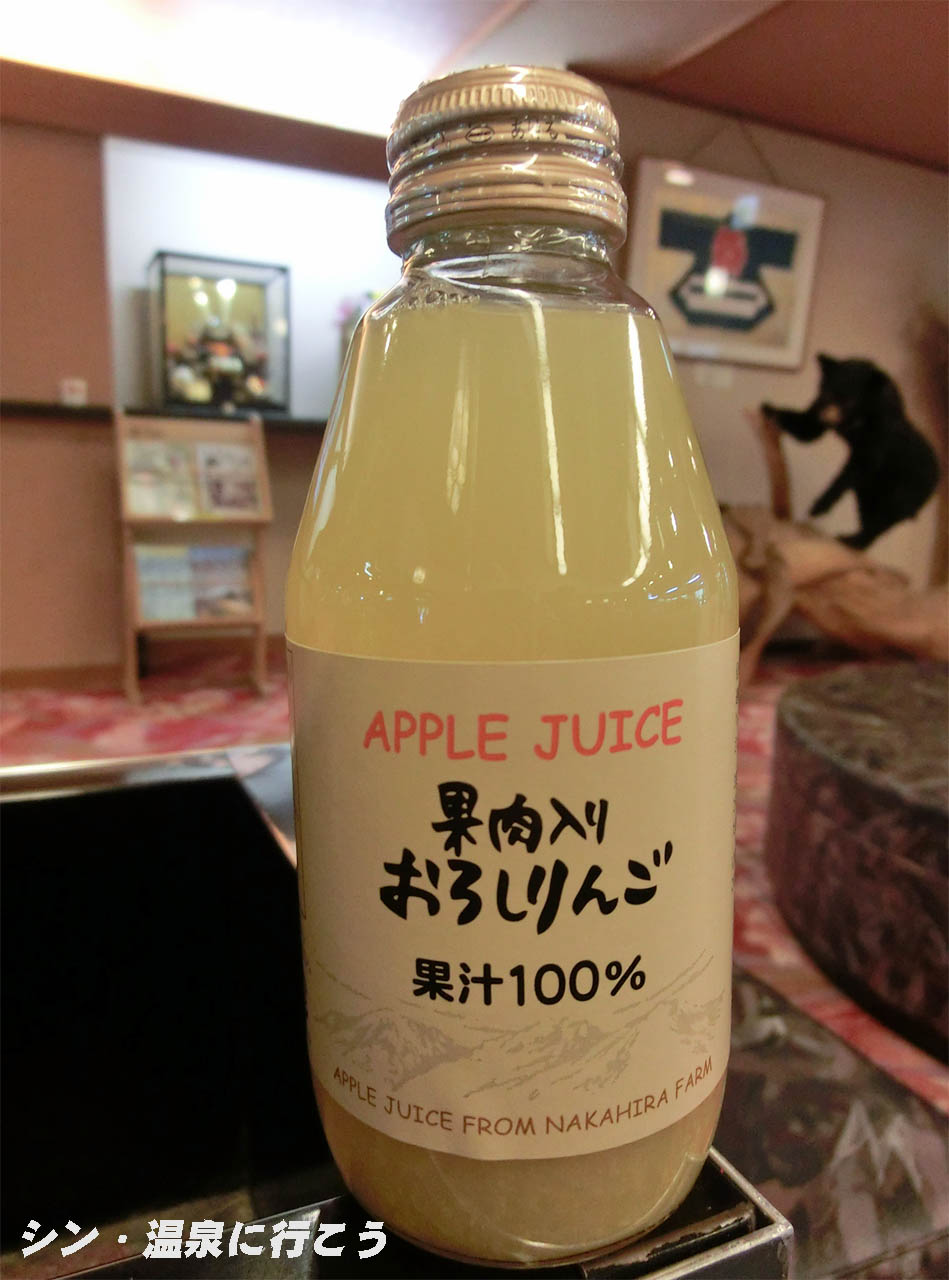 APPLE JUICE
果肉入り
おろしりんご
果汁100%
APPLE JUICE FROM NAKAHIRA FARM
シン・温泉に行こう